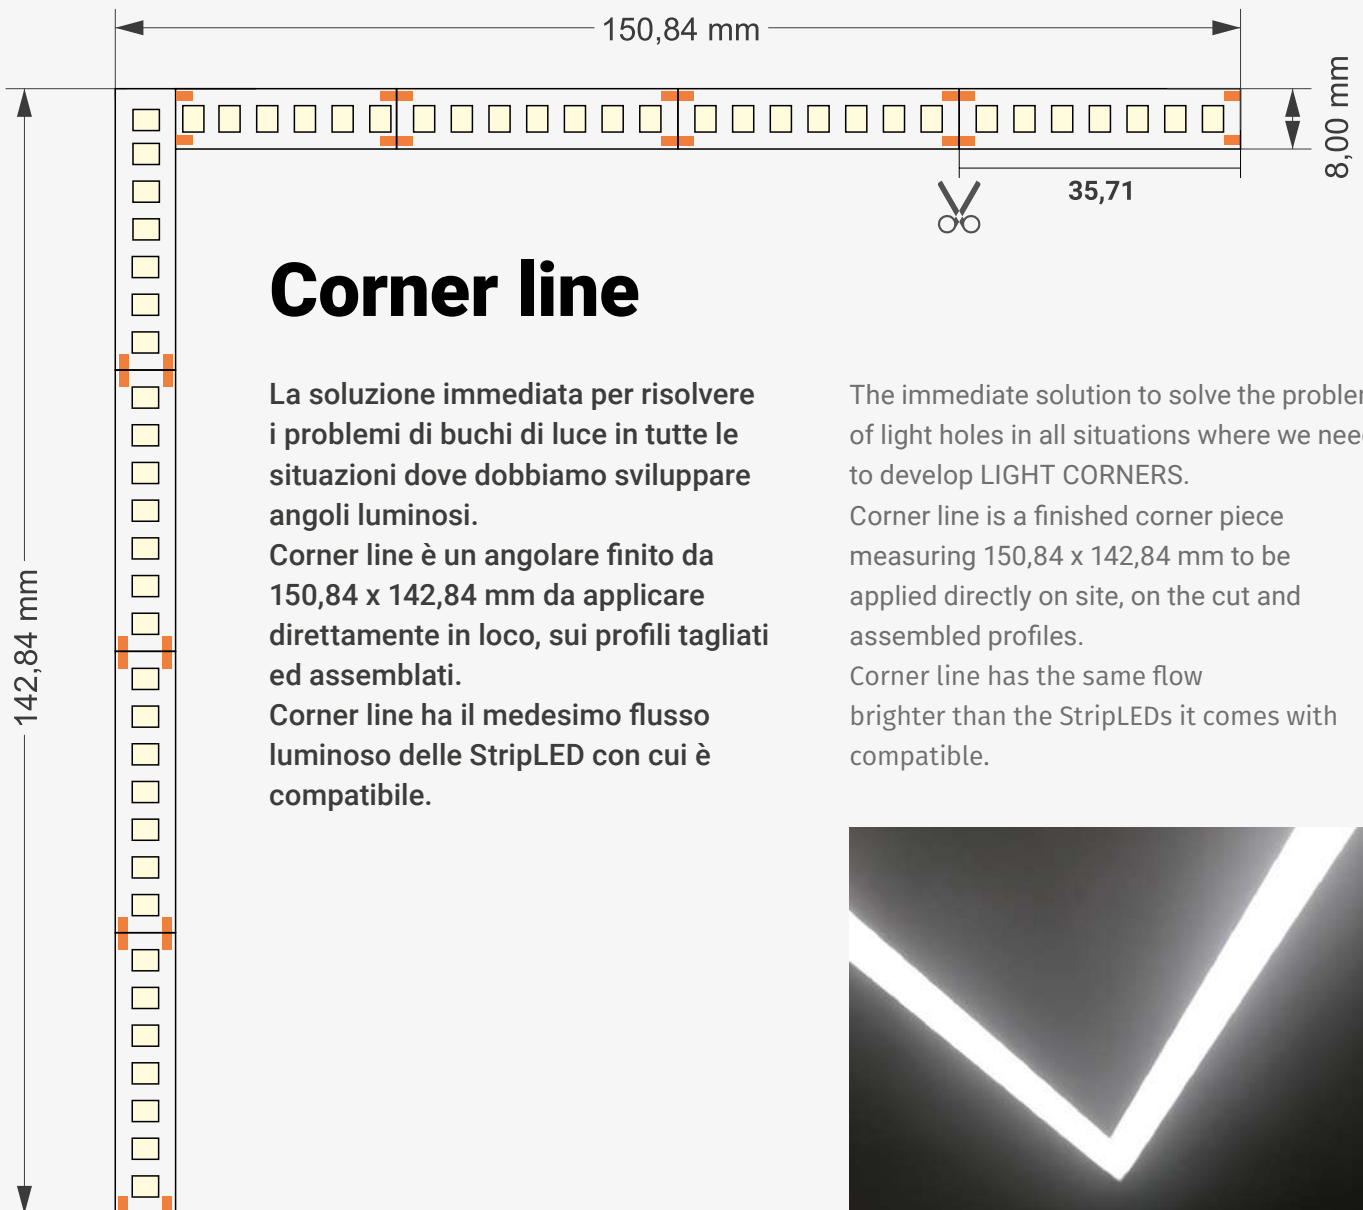 150,84 mm
8,00 mm
35,71
142,84 mm
Corner line
La soluzione immediata per risolvere
i problemi di buchi di luce in tutte le
situazioni dove dobbiamo sviluppare
angoli luminosi.
Corner line è un angolare finito da
150,84 x 142,84 mm da applicare
direttamente in loco, sui profili tagliati
ed assemblati.
Corner line ha il medesimo flusso
luminoso delle StripLED con cui è
compatibile.
The immediate solution to solve the
of light holes in all situations where we
to develop LIGHT CORNERS.
Corner line is a finished corner piece
measuring 150,84 x 142,84 mm to be
applied directly on site, on the cut and
assembled profiles.
Corner line has the same flow
brighter than the StripLEDs it comes with
compatible.